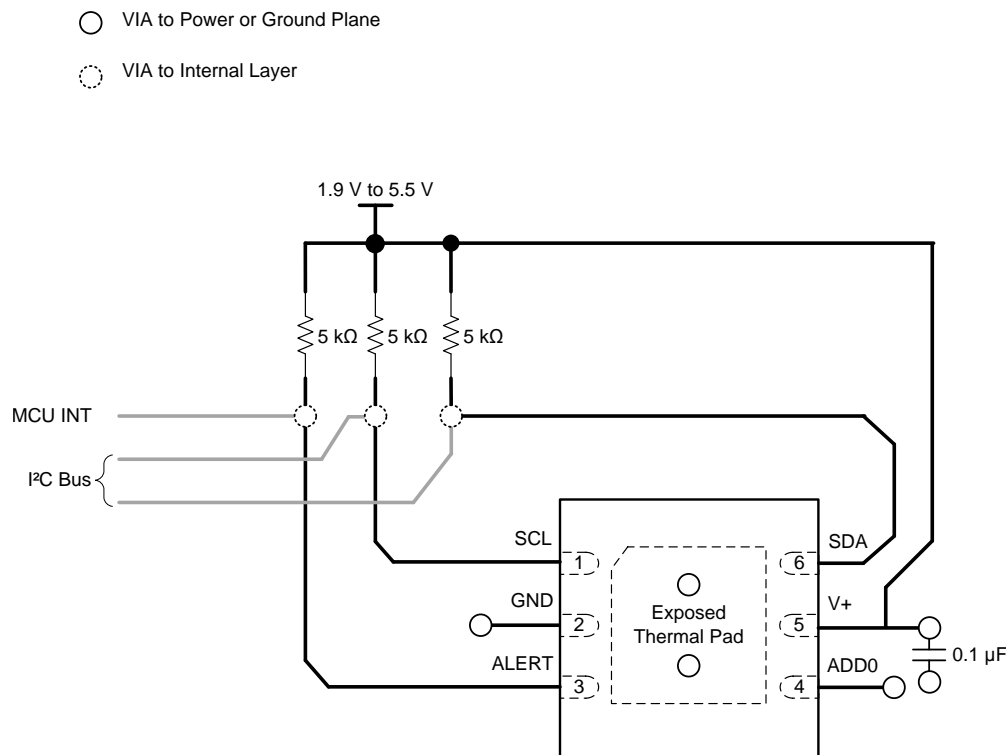 VIA to Power or Ground Plane
VIA to Internal Layer
1.9 V to 5.5 V
5 kΩ 5 kΩ 5 kΩ
MCU INT
I²C Bus
SCL
1
6
SDA
GND
2
Exposed
Thermal Pad
5
V+
0.1 µF
ALERT
3
4
ADD0